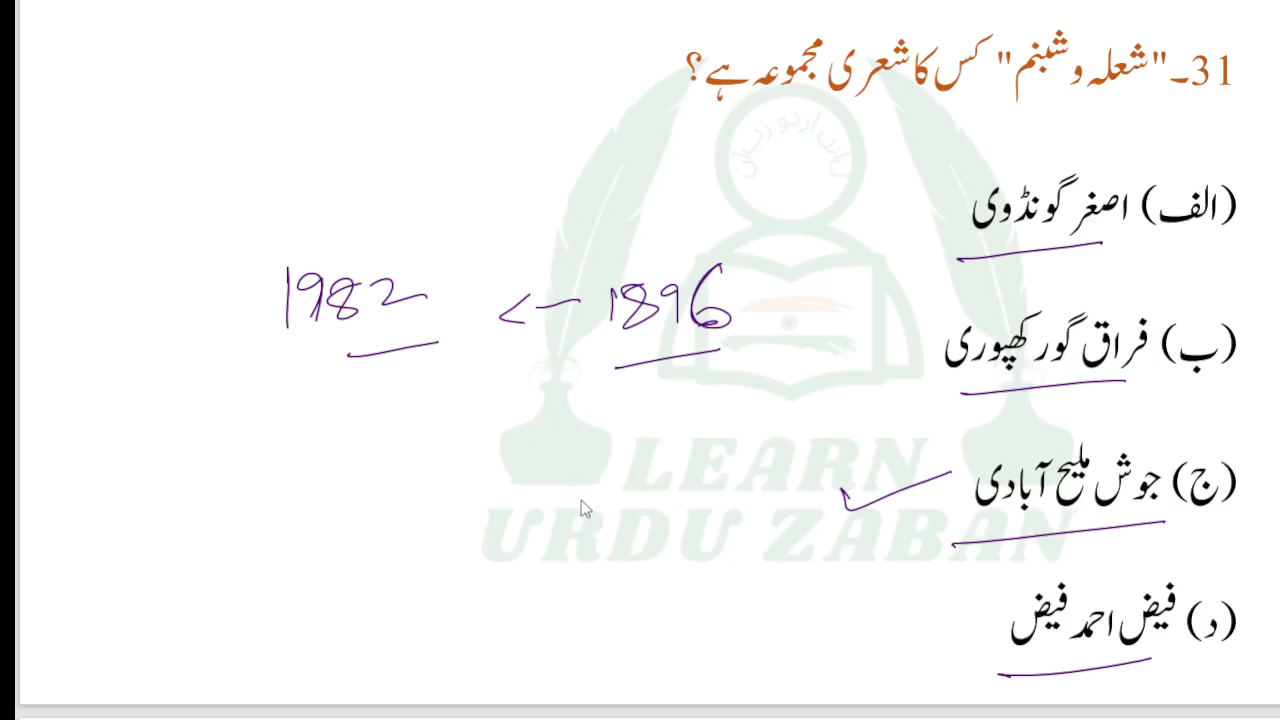 31۔"شعلہ و شبنم" کس کا شعری مجموعہ ہے؟
(الف) اصغر گونڈوی
1982 <— 1896
(ب) فراق گورکھپوری
(ج) جوش ملیح آبادی
(د) فیض احمد فیض
LEARN
URDU ZABAN